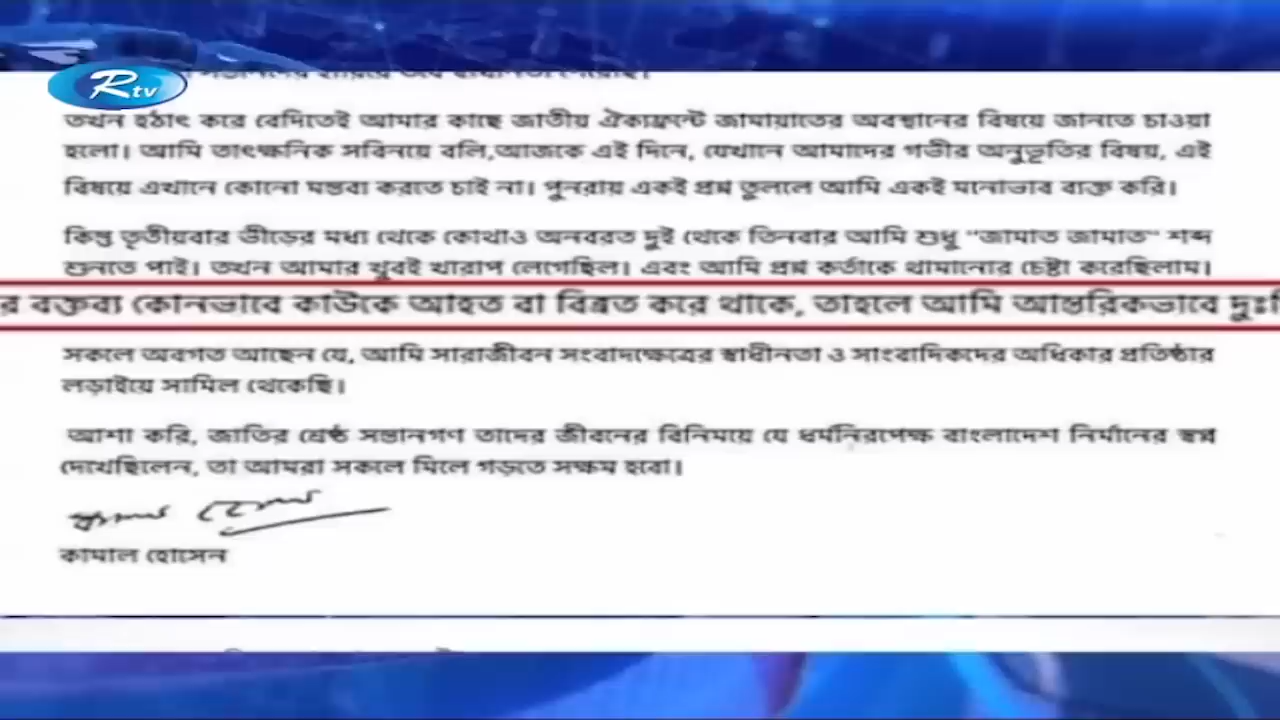 Rtv
তখন হঠাৎ করে বেদিতেই আমার কাছে জাতীয় ঐক্যফ্রন্টে জামায়াতের অবস্থানের বিষয়ে জানতে চাওয়া
হলো। আমি তাৎক্ষনিক সবিনয়ে বলি,আজকে এই দিনে, যেখানে আমাদের গভীর অনুভূতির বিষয়, এই
বিষয়ে এখানে কোনো মন্তব্য করতে চাই না। পুনরায় একই প্রশ্ন তুললে আমি একই মনোভাব ব্যক্ত করি।
কিন্তু তৃতীয়বার ভীড়ের মধ্য থেকে কোথাও অনবরত দুই থেকে তিনবার আমি শুধু "জামাত জামাত" শব্দ
শুনতে পাই। তখন আমার খুবই খারাপ লেগেছিল। এবং আমি প্রশ্ন কর্তাকে থামানোর চেষ্টা করেছিলাম।
র বক্তব্য কোনভাবে কাউকে আহত বা বিব্রত করে থাকে, তাহলে আমি আন্তরিকভাবে
সকলে অবগত আছেন যে, আমি সারাজীবন সংবাদক্ষেত্রের স্বাধীনতা ও সাংবাদিকদের অধিকার প্রতিষ্ঠার
লড়াইয়ে সামিল থেকেছি।
আশা করি, জাতির শ্রেষ্ঠ সন্তানগণ তাদের জীবনের বিনিময়ে যে ধর্মনিরপেক্ষ বাংলাদেশ নির্মানের স্বপ্ন
দেখেছিলেন, তা আমরা সকলে মিলে গড়তে সক্ষম হবো।
কামাল হোসেন
কামাল হোসেন